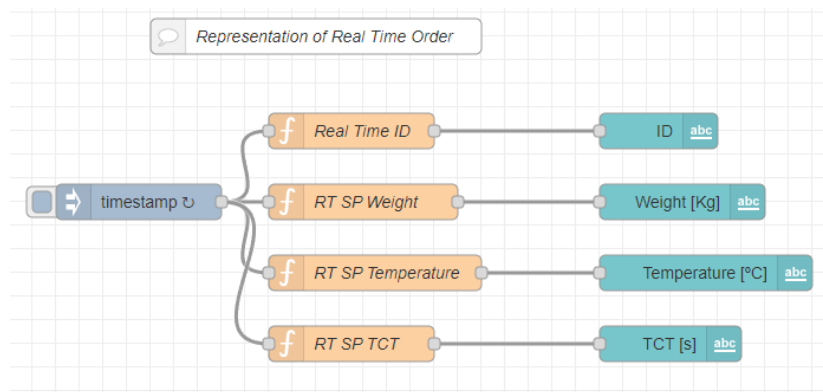 Representation of Real Time Order
Real Time ID
ID abc
timestamp ↻
RT SP Weight
Weight [Kg] abc
RT SP Temperature
Temperature [ºC] abc
RT SP TCT
TCT [s] abc